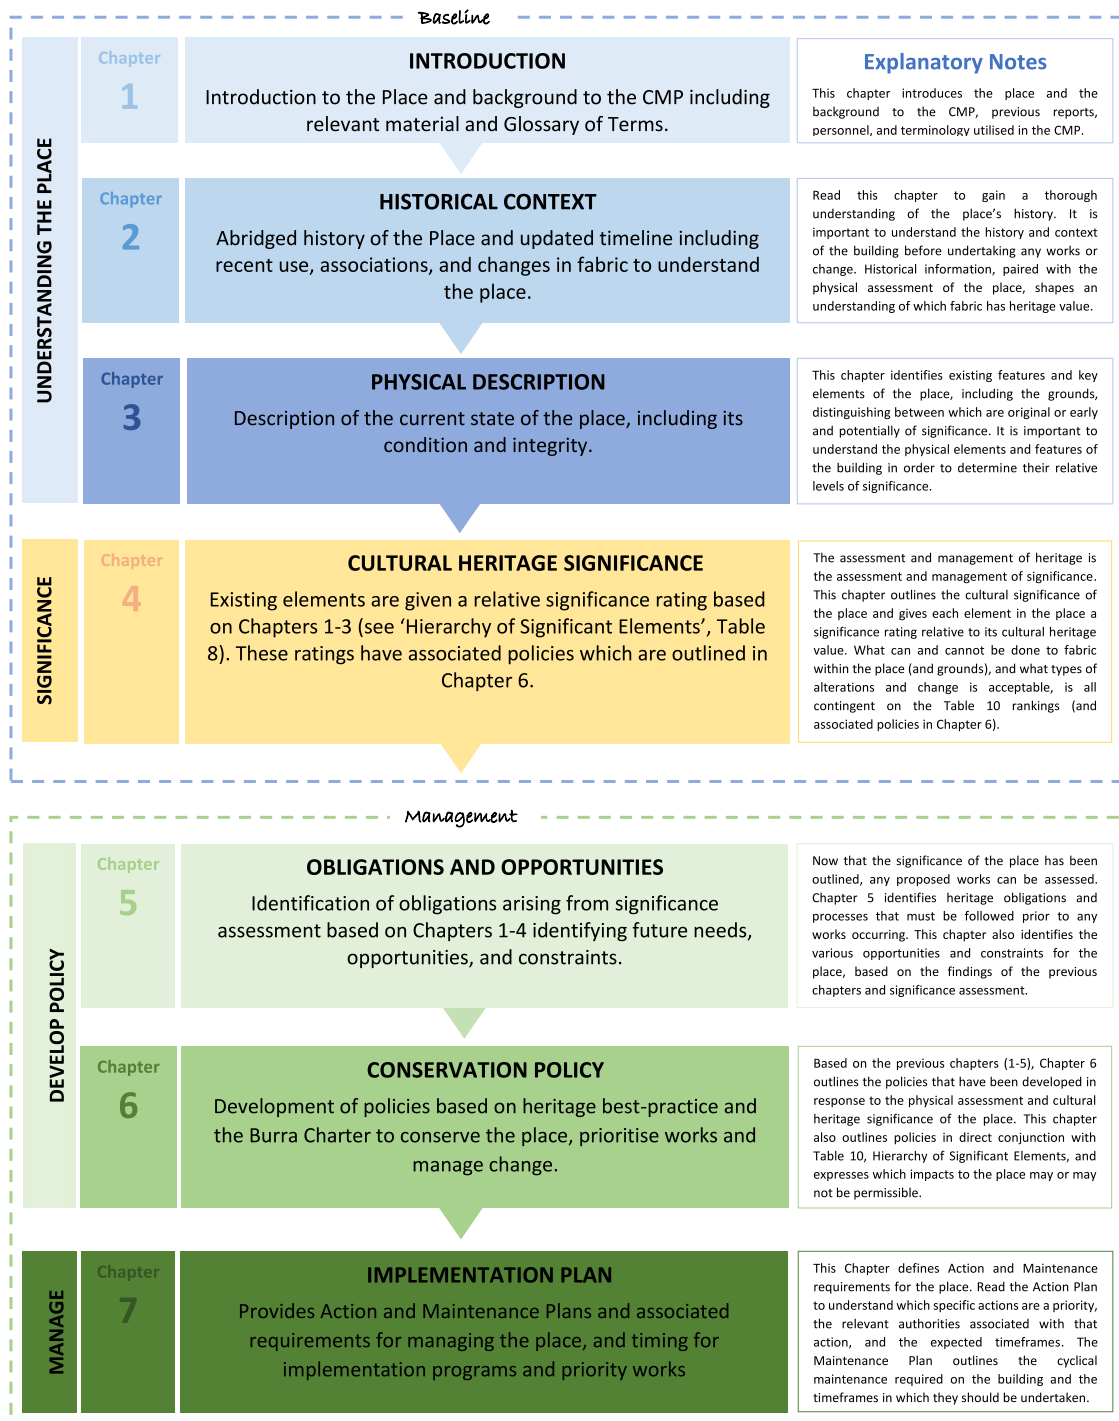 Baseline
UNDERSTANDING THE PLACE
Chapter
1
INTRODUCTION
Introduction to the Place and background to the CMP including
relevant material and Glossary of Terms.
Explanatory Notes
This chapter introduces the place and the
background to the CMP, previous reports,
personnel, and terminology utilised in the CMP.
Chapter
2
HISTORICAL CONTEXT
Abridged history of the Place and updated timeline including
recent use, associations, and changes in fabric to understand
the place.
Read this chapter to gain a thorough
understanding of the place’s history. It is
important to understand the history and context
of the building before undertaking any works or
change. Historical information, paired with the
physical assessment of the place, shapes an
understanding of which fabric has heritage value.
Chapter
3
PHYSICAL DESCRIPTION
Description of the current state of the place, including its
condition and integrity.
This chapter identifies existing features and key
elements of the place, including the grounds,
distinguishing between which are original or early
and potentially of significance. It is important to
understand the physical elements and features of
the building in order to determine their relative
levels of significance.
SIGNIFICANCE
Chapter
4
CULTURAL HERITAGE SIGNIFICANCE
Existing elements are given a relative significance rating based
on Chapters 1-3 (see ‘Hierarchy of Significant Elements’, Table
8). These ratings have associated policies which are outlined in
Chapter 6.
The assessment and management of heritage is
the assessment and management of significance.
This chapter outlines the cultural significance of
the place and gives each element in the place a
significance rating relative to its cultural heritage
value. What can and cannot be done to fabric
within the place (and grounds), and what types of
alterations and change is acceptable, is all
contingent on the Table 10 rankings (and
associated policies in Chapter 6).
Management
DEVELOP POLICY
Chapter
5
OBLIGATIONS AND OPPORTUNITIES
Identification of obligations arising from significance
assessment based on Chapters 1-4 identifying future needs,
opportunities, and constraints.
Now that the significance of the place has been
outlined, any proposed works can be assessed.
Chapter 5 identifies heritage obligations and
processes that must be followed prior to any
works occurring. This chapter also identifies the
various opportunities and constraints for the
place, based on the findings of the previous
chapters and significance assessment.
Chapter
6
CONSERVATION POLICY
Development of policies based on heritage best-practice and
the Burra Charter to conserve the place, prioritise works and
manage change.
Based on the previous chapters (1-5), Chapter 6
outlines the policies that have been developed in
response to the physical assessment and cultural
heritage significance of the place. This chapter
also outlines policies in direct conjunction with
Table 10, Hierarchy of Significant Elements, and
expresses which impacts to the place may or may
not be permissible.
MANAGE
Chapter
7
IMPLEMENTATION PLAN
Provides Action and Maintenance Plans and associated
requirements for managing the place, and timing for
implementation programs and priority works
This Chapter defines Action and Maintenance
requirements for the place. Read the Action Plan
to understand which specific actions are a priority,
the relevant authorities associated with that
action, and the expected timeframes. The
Maintenance Plan outlines the cyclical
maintenance required on the building and the
timeframes in which they should be undertaken.